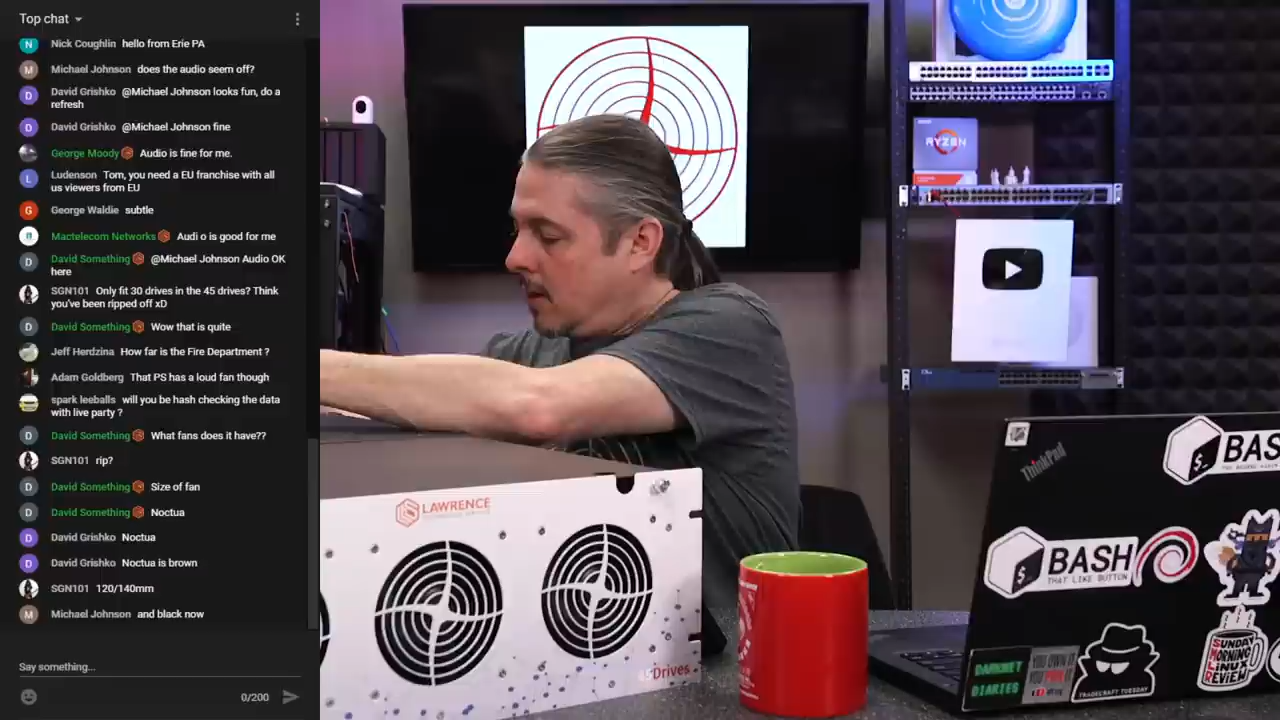 Top chat
Nick Coughlin hello from Erie PA
Michael Johnson does the audio seem off?
David Grishko @Michael Johnson looks fun, do a
refresh
David Grishko @Michael Johnson fine
George Moody Audio is fine for me.
Ludenson Tom, you need a EU franchise with all
us viewers from EU
George Waldie subtle
Mactelecom Networks Audi o is good for me
David Something @Michael Johnson Audio OK
here
SGN101 Only fit 30 drives in the 45 drives? Think
you've been ripped off xD
David Something Wow that is quite
Jeff Herdzina How far is the Fire Department ?
Adam Goldberg That PS has a loud fan though
spark leeballs will you be hash checking the data
with live party ?
David Something What fans does it have??
SGN101 rip?
David Something Size of fan
David Something Noctua
David Grishko Noctua
David Grishko Noctua is brown
SGN101 120/140mm
Michael Johnson and black now
Say something...
0/200
RYZEN
LAWRENCE
Drives
ThinkPad
BASH
BASH
THAT LIKE BUTTON
DARKNET
DIARIES
YOU OWN IT
YOU PWN IT
TRADECRAFT TUESDAY
SUNDAY
MORNING
LINUX
REVIEW